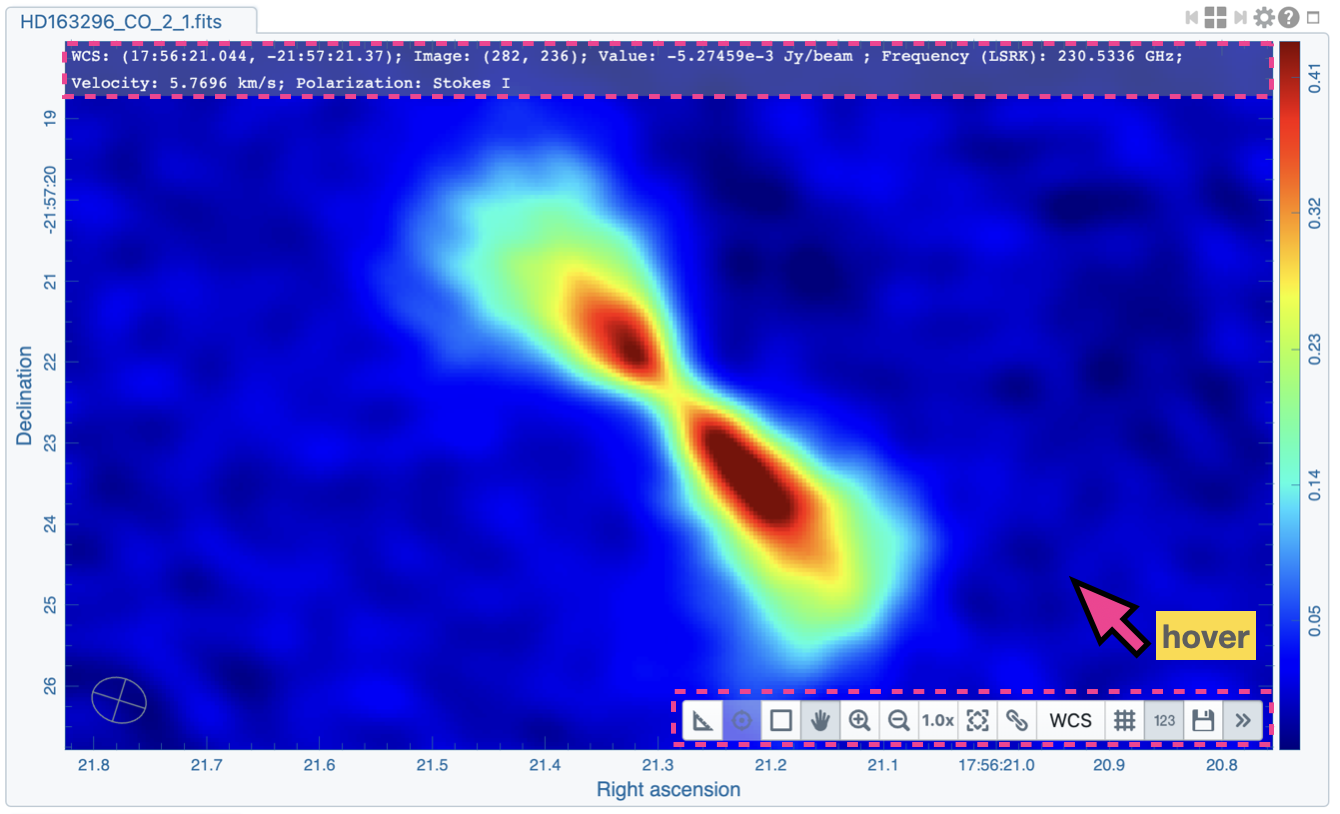 HD163296_CO_2_1.fits
WCS: (17:56:21.044, -21:57:21.37); Image: (282, 236); Value: -5.27459e-3 Jy/beam ; Frequency (LSRK): 230.5336 GHz;
Velocity: 5.7696 km/s; Polarization: Stokes I
19
-21:57:20
21
22
23
24
25
26
Declination
0.41
0.32
0.23
0.14
0.05
hover
1.0x
WCS
123
21.8 21.7 21.6 21.5 21.4 21.3 21.2 21.1 17:56:21.0 20.9 20.8
Right ascension